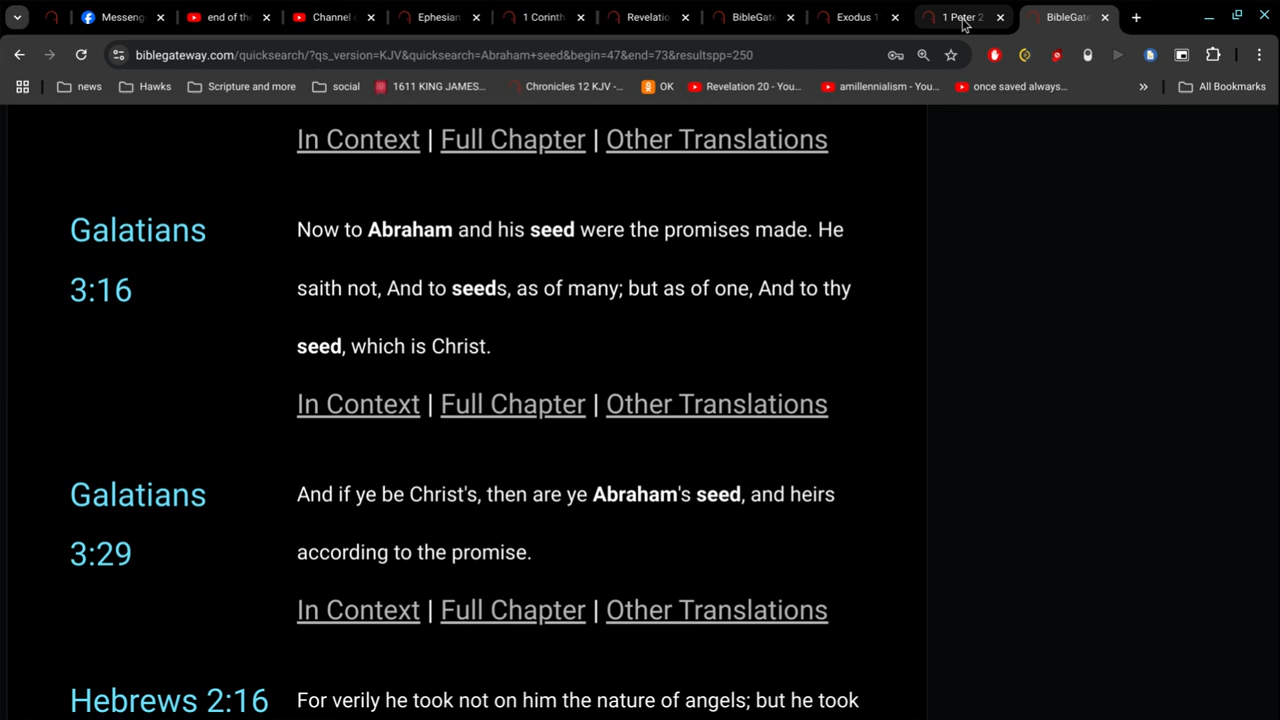 Messeng
end of the
Channel
Ephesian
1 Corinth
Revelatio
BibleGate
Exodus 1
1 Peter 2
BibleGate
biblegateway.com/quicksearch/?qs_version=KJV&quicksearch=Abraham+seed&begin=47&end=73&resultspp=250
news
Hawks
Scripture and more
social
1611 KING JAMES...
Chronicles 12 KJV -...
OK
Revelation 20 - You...
amillennialism - You...
once saved always...
»
All Bookmarks
In Context | Full Chapter | Other Translations
Galatians 3:16
Now to Abraham and his seed were the promises made. He
saith not, And to seeds, as of many; but as of one, And to thy
seed, which is Christ.
In Context | Full Chapter | Other Translations
Galatians 3:29
And if ye be Christ's, then are ye Abraham's seed, and heirs
according to the promise.
In Context | Full Chapter | Other Translations
Hebrews 2:16
For verily he took not on him the nature of angels; but he took